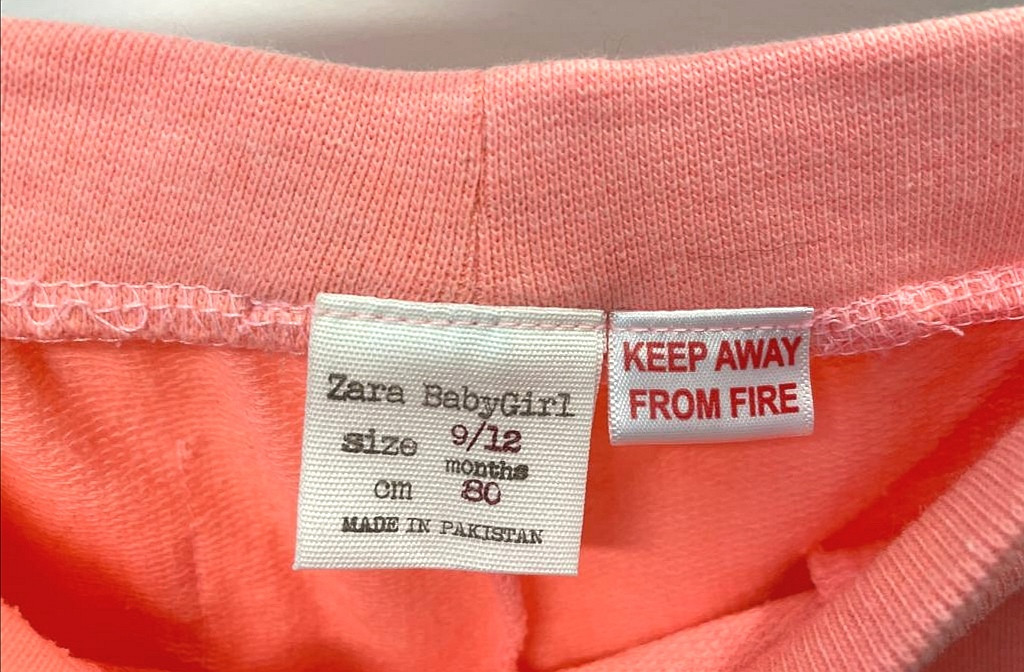 Zara BabyGirl
size 9/12
months
cm 80
MADE IN PAKISTAN
KEEP AWAY
FROM FIRE